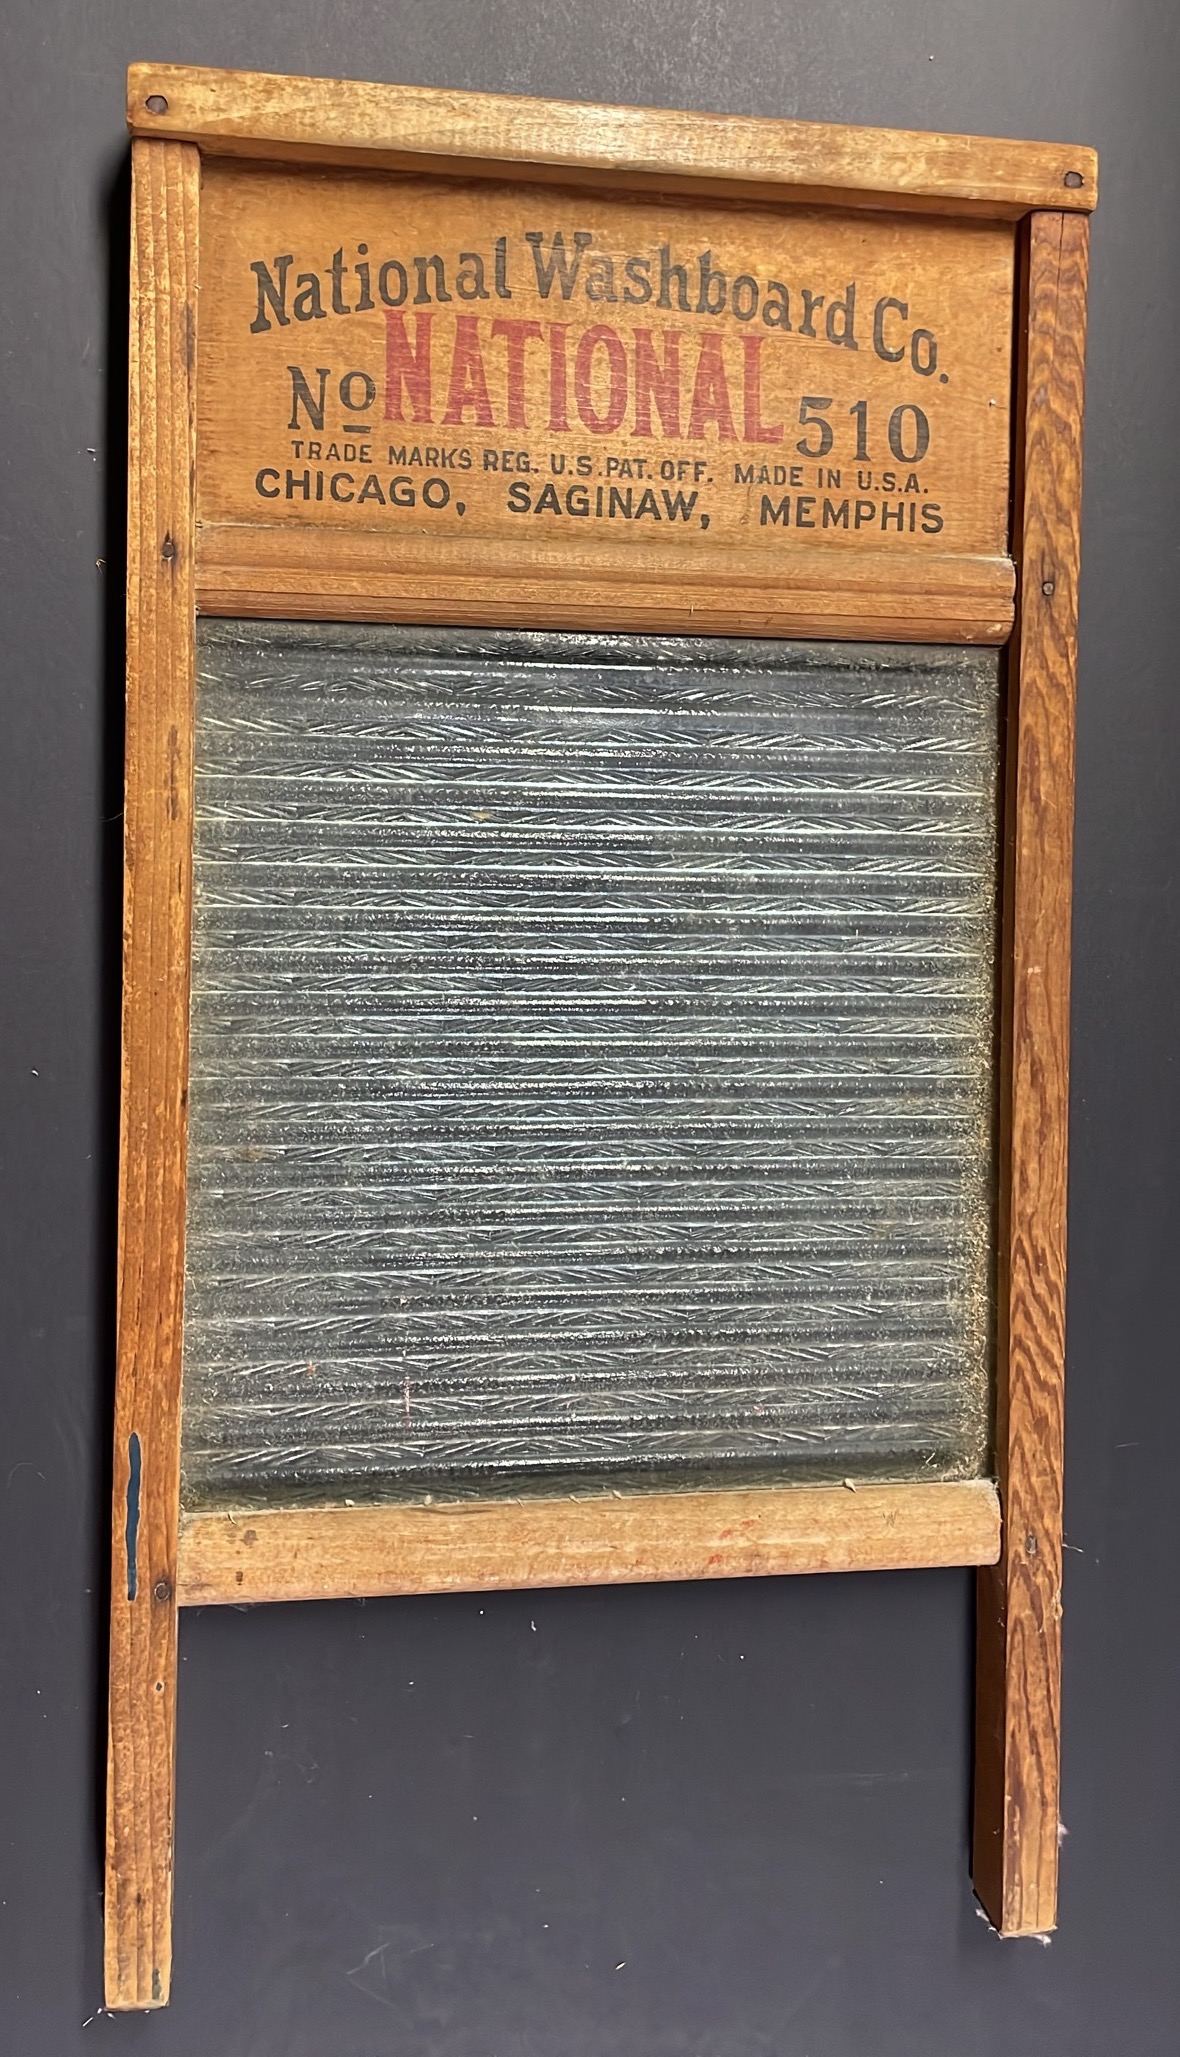 National Washboard Co.
No NATIONAL 510
TRADE MARKS REG. U.S. PAT. OFF. MADE IN U.S.A.
CHICAGO, SAGINAW, MEMPHIS